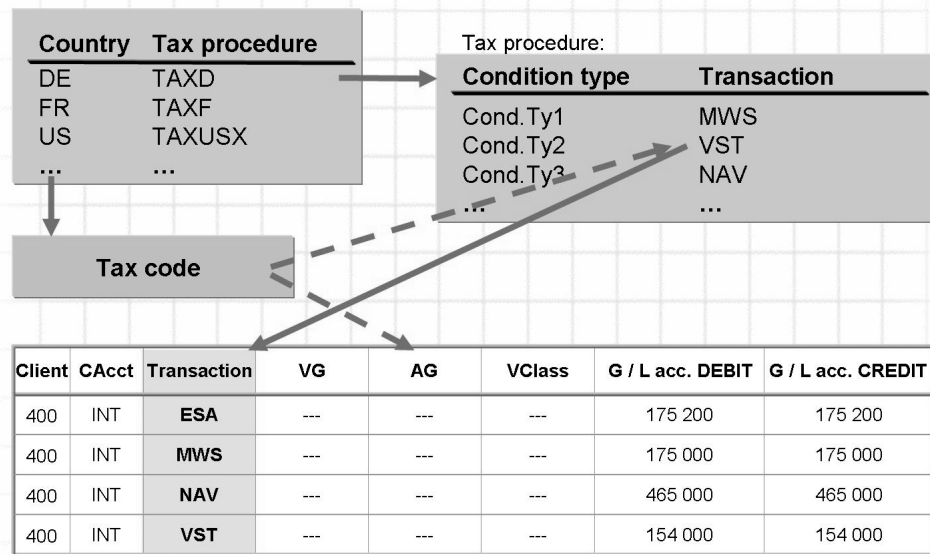 Country Tax procedure
DE TAXD
FR TAXF
US TAXUSX
... ...
Tax procedure:
Condition type Transaction
Cond.Ty1 MWS
Cond.Ty2 VST
Cond.Ty3 NAV
... ...
Tax code
Client CAcct Transaction VG AG VClass G / L acc. DEBIT G / L acc. CREDIT
400 INT ESA --- --- --- 175 200 175 200
400 INT MWS --- --- --- 175 000 175 000
400 INT NAV --- --- --- 465 000 465 000
400 INT VST --- --- --- 154 000 154 000